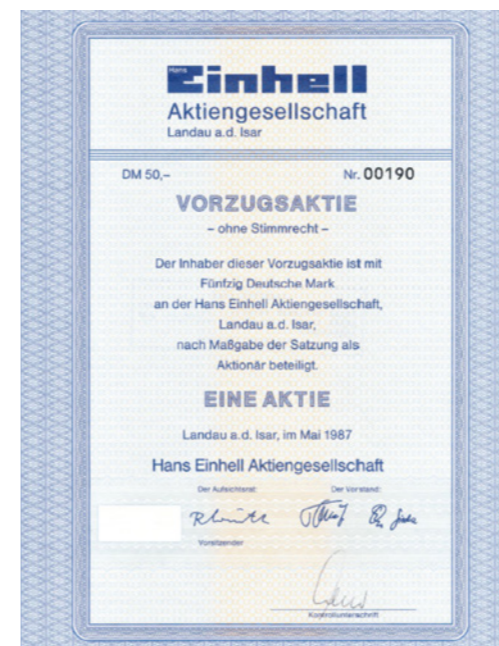 Hans
Einhell
Aktiengesellschaft
Landau a.d. Isar
DM 50,– Nr. 00190
VORZUGSAKTIE
– ohne Stimmrecht –
Der Inhaber dieser Vorzugsaktie ist mit
Fünfzig Deutsche Mark
an der Hans Einhell Aktiengesellschaft,
Landau a.d. Isar,
nach Maßgabe der Satzung als
Aktionär beteiligt.
EINE AKTIE
Landau a.d. Isar, im Mai 1987
Hans Einhell Aktiengesellschaft
Der Aufsichtsrat: Der Vorstand:
Vorsitzender
Kontrollunterschrift